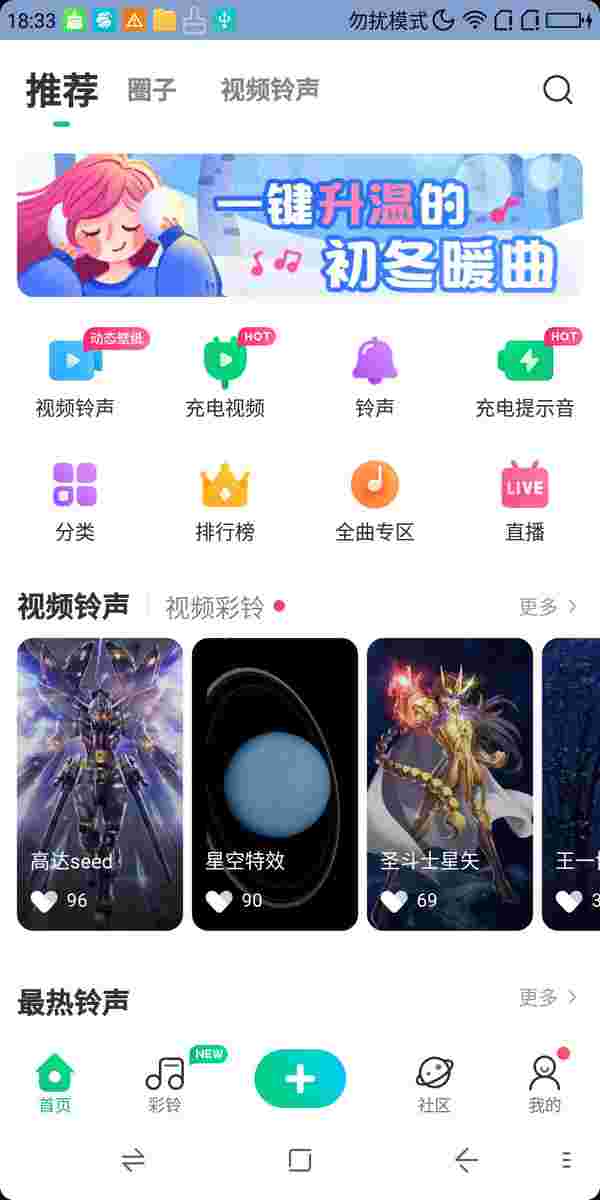 18:33 勿扰模式
推荐 圈子 视频铃声
一键升温的
初冬暖曲
动态壁纸 HOT HOT
视频铃声 充电视频 铃声 充电提示音
LIVE
分类 排行榜 全曲专区 直播
视频铃声 视频彩铃 更多
高达seed 星空特效 圣斗士星矢 王一
96 90 69 3
最热铃声 更多
NEW
首页 彩铃 社区 我的